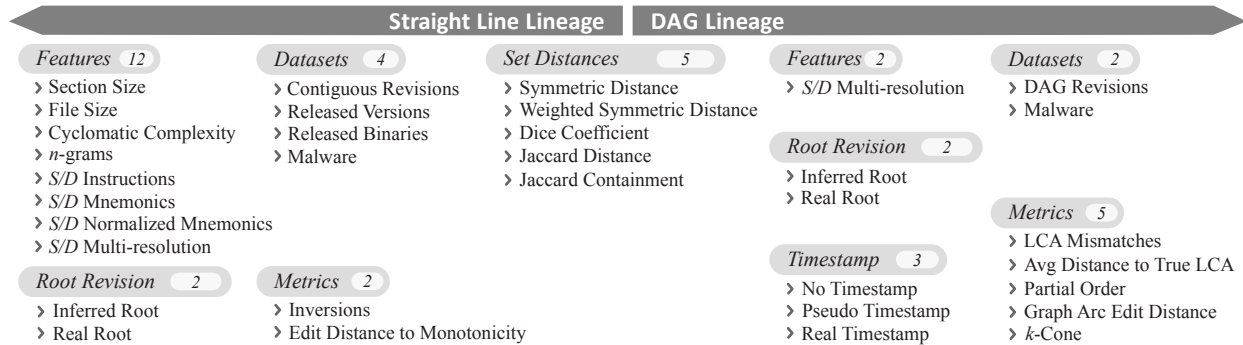 Straight Line Lineage
DAG Lineage
Features 12
Section Size
File Size
Cyclomatic Complexity
n-grams
S/D Instructions
S/D Mnemonics
S/D Normalized Mnemonics
S/D Multi-resolution
Root Revision 2
Inferred Root
Real Root
Datasets 4
Contiguous Revisions
Released Versions
Released Binaries
Malware
Metrics 2
Inversions
Edit Distance to Monotonicity
Set Distances 5
Symmetric Distance
Weighted Symmetric Distance
Dice Coefficient
Jaccard Distance
Jaccard Containment
Features 2
S/D Multi-resolution
Root Revision 2
Inferred Root
Real Root
Timestamp 3
No Timestamp
Pseudo Timestamp
Real Timestamp
Datasets 2
DAG Revisions
Malware
Metrics 5
LCA Mismatches
Avg Distance to True LCA
Partial Order
Graph Arc Edit Distance
k-Cone